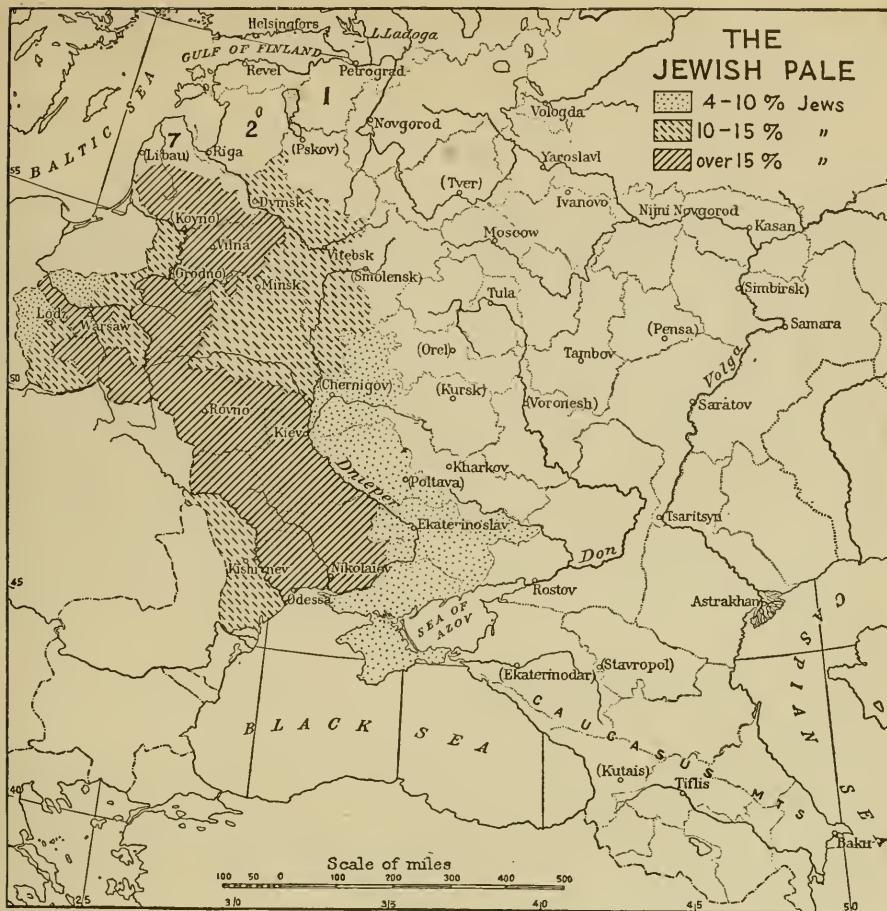 THE
JEWISH PALE
4-10% Jews
10-15% "
over 15% "
Helsingfors
L.Ladoga
GULF OF FINLAND
Revel
Petrograd
1
2
7
BALTIC SEA
(Libau)
Riga
(Pskov)
Novgorod
Vologda
Yaroslavl
55
Dvinsk
(Tver)
Ivanovo
Nijni Novgorod
Kasan
(Kovno)
Vilna
Moscow
Vitebsk
(Smolensk)
Grodno)
Minsk
(Simbirsk)
Tula
Samara
Lodz
Warsaw
(Orel)
Tambov
(Pensa)
Volga
50
Chernigov)
(Kursk)
(Voronesh)
Saratov
Rovno
Kiev
Dnieper
Kharkov
(Poltava)
Ekaterinoslav
Tsaritsyn
Don
45
Kishinev
Nikolaiev
Odessa
Rostov
Astrakhan
SEA OF
AZOV
(Ekaterinodar)
(Stavropol)
CASPIAN SEA
BLACK SEA
CAUCASUS MTS
(Kutais)
Tiflis
40
Baku
Scale of miles
100 50 0 100 200 300 400 500
25
30
35
40
45
50